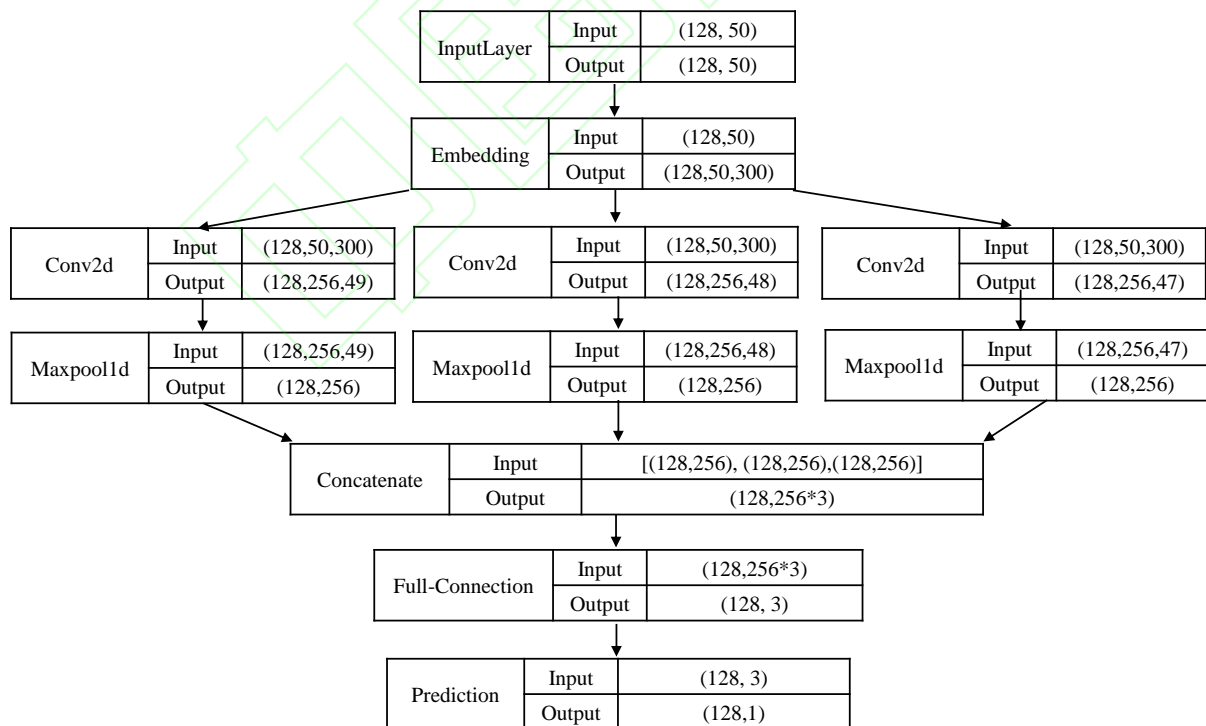 InputLayer
Input (128, 50)
Output (128, 50)
Embedding
Input (128,50)
Output (128,50,300)
Conv2d
Input (128,50,300)
Output (128,256,49)
Conv2d
Input (128,50,300)
Output (128,256,48)
Conv2d
Input (128,50,300)
Output (128,256,47)
Maxpool1d
Input (128,256,49)
Output (128,256)
Maxpool1d
Input (128,256,48)
Output (128,256)
Maxpool1d
Input (128,256,47)
Output (128,256)
Concatenate
Input [(128,256), (128,256),(128,256)]
Output (128,256*3)
Full-Connection
Input (128,256*3)
Output (128, 3)
Prediction
Input (128, 3)
Output (128,1)